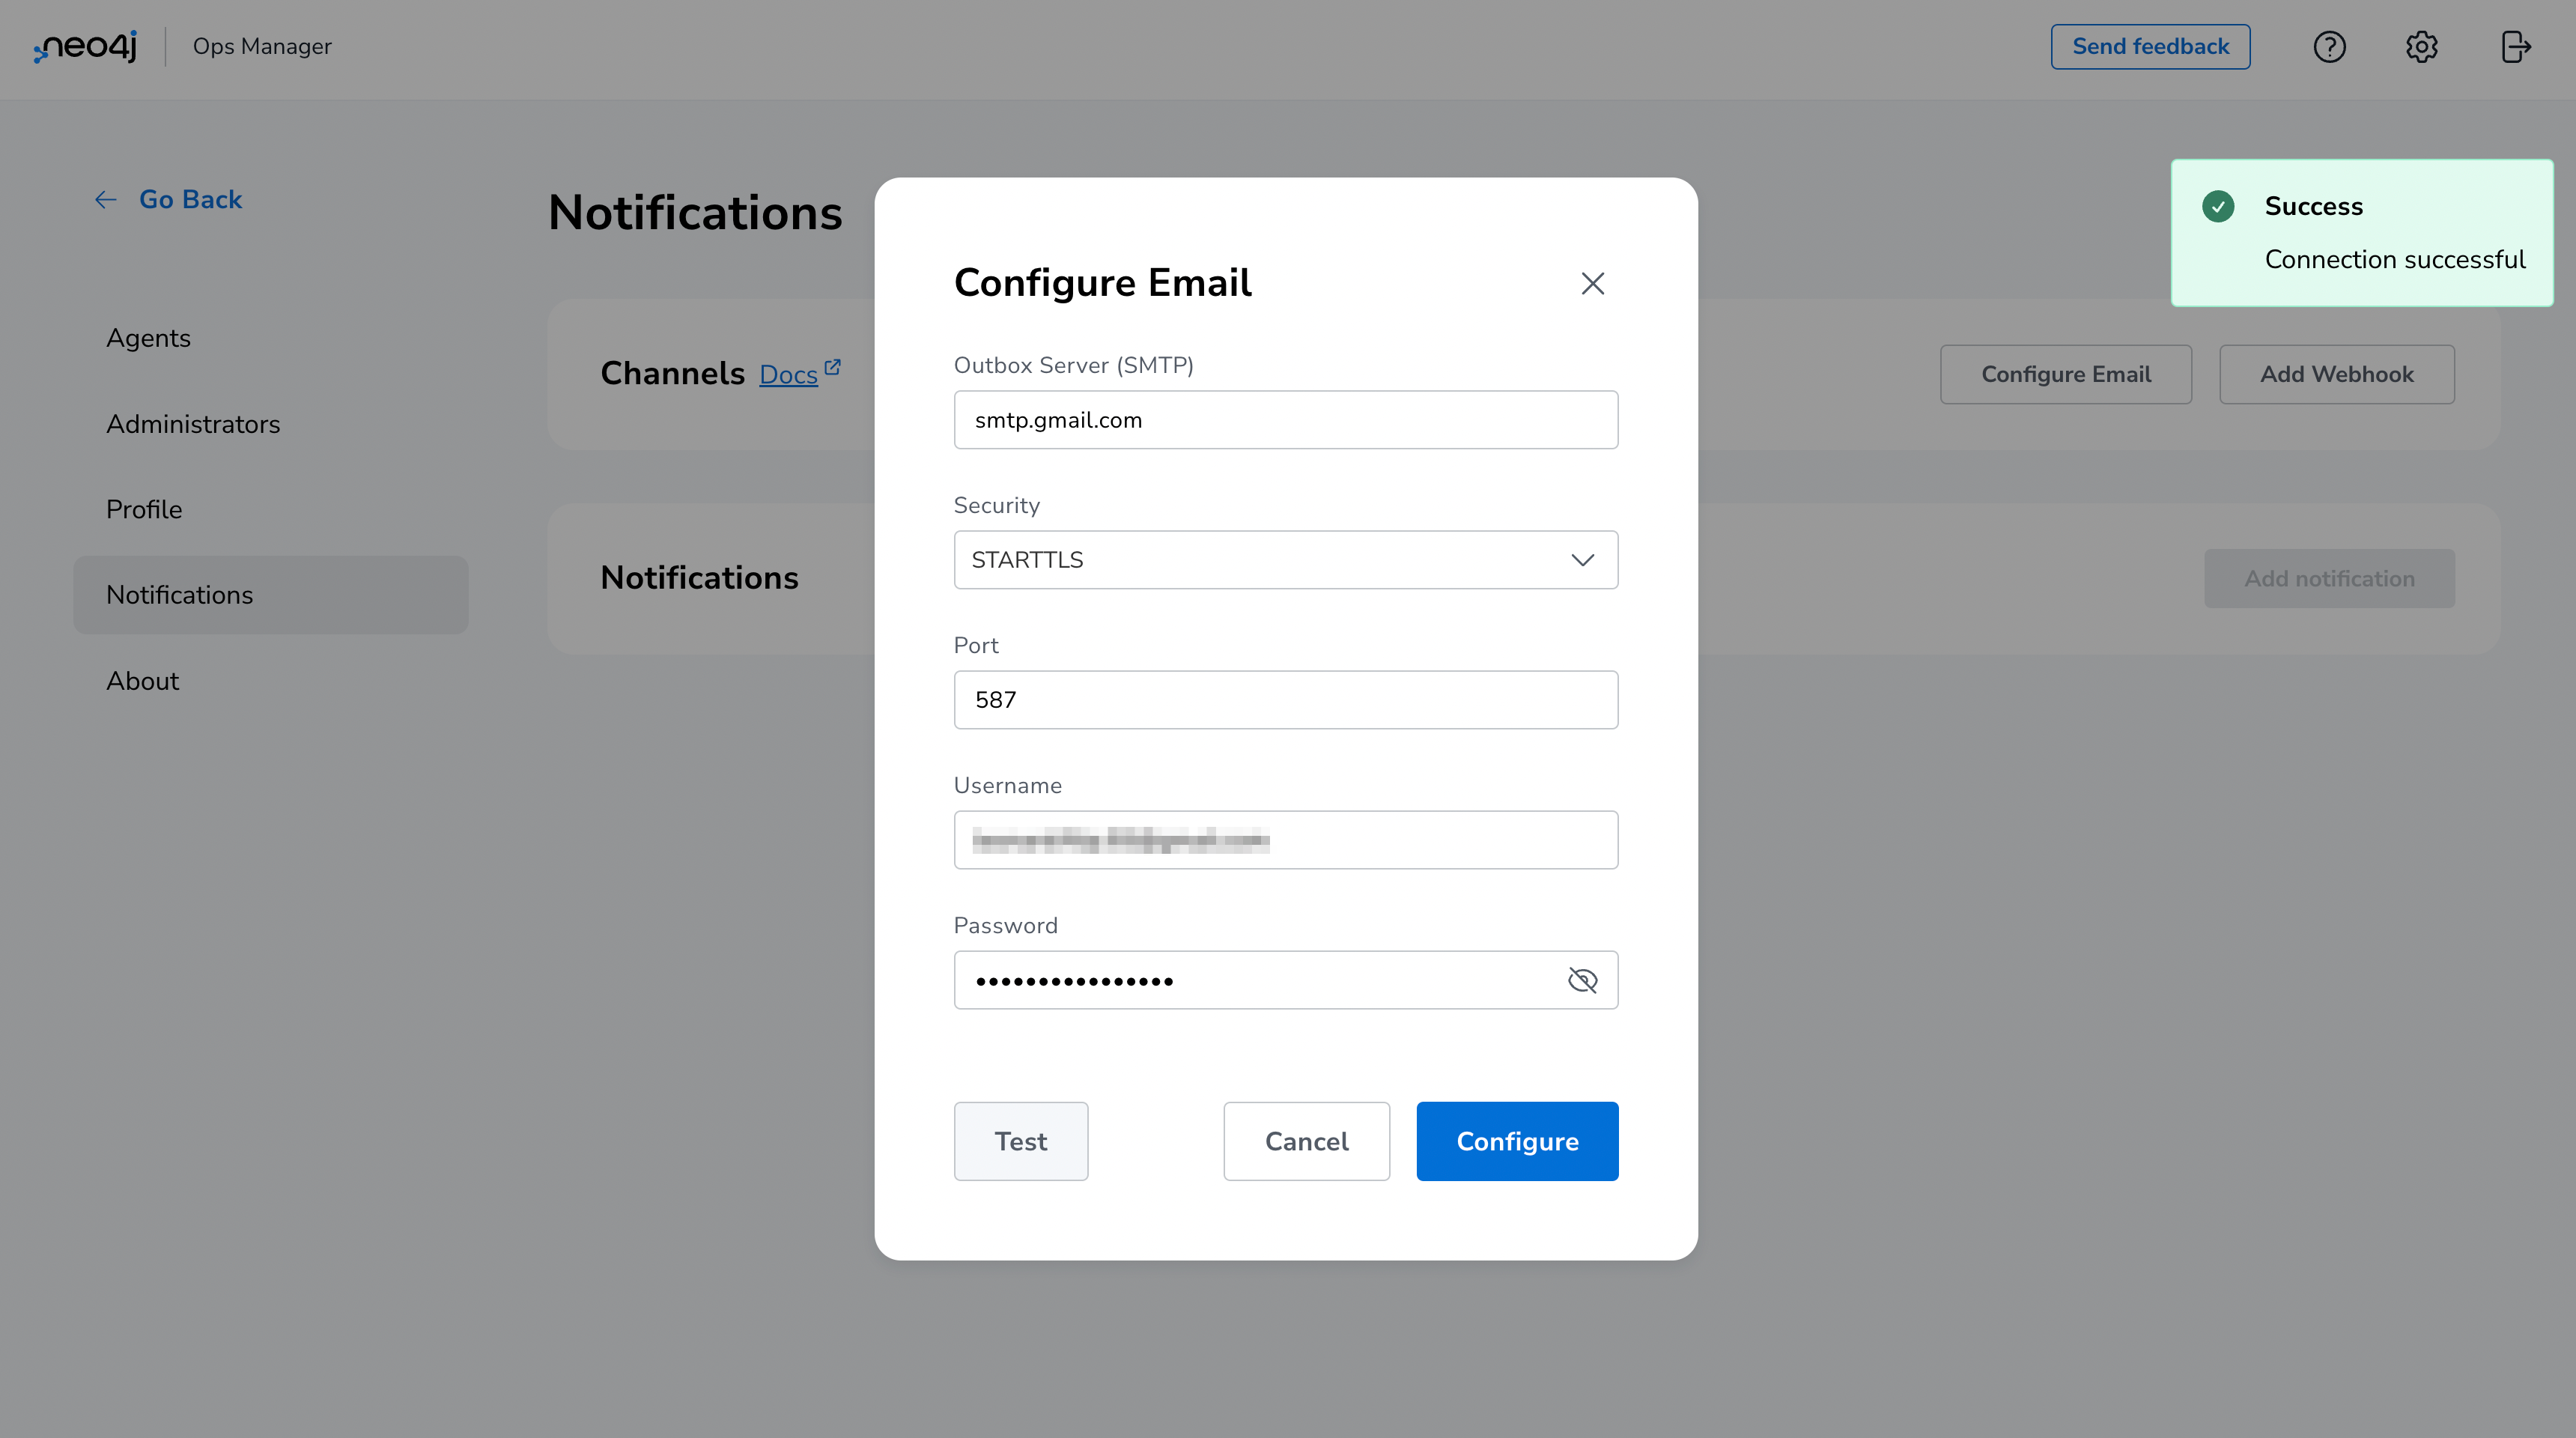 neo4j
Ops Manager
Send feedback
Go Back
Agents
Administrators
Profile
Notifications
About
Notifications
Channels Docs
Configure Email
Add Webhook
Notifications
Add notification
Configure Email
Outbox Server (SMTP)
smtp.gmail.com
Security
STARTTLS
Port
587
Username
Password
Test
Cancel
Configure
Success
Connection successful